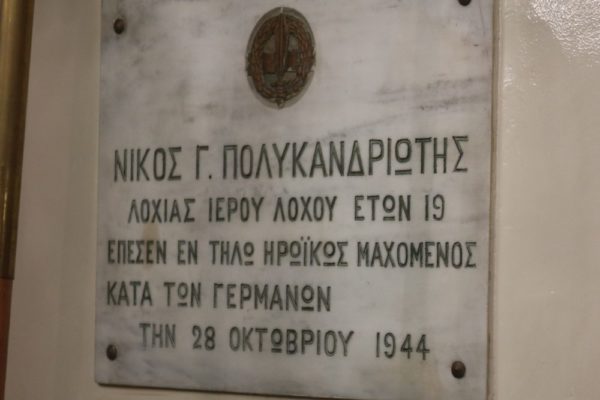 ΝΙΚΟΣ Γ. ΠΟΛΥΚΑΝΔΡΙΩΤΗΣ
ΛΟΧΙΑΣ ΙΕΡΟΥ ΛΟΧΟΥ ΕΤΩΝ 19
ΕΠΕΣΕΝ ΕΝ ΤΗΛΩ ΗΡΩΪΚΩΣ ΜΑΧΟΜΕΝΟΣ
ΚΑΤΑ ΤΩΝ ΓΕΡΜΑΝΩΝ
ΤΗΝ 28 ΟΚΤΩΒΡΙΟΥ 1944